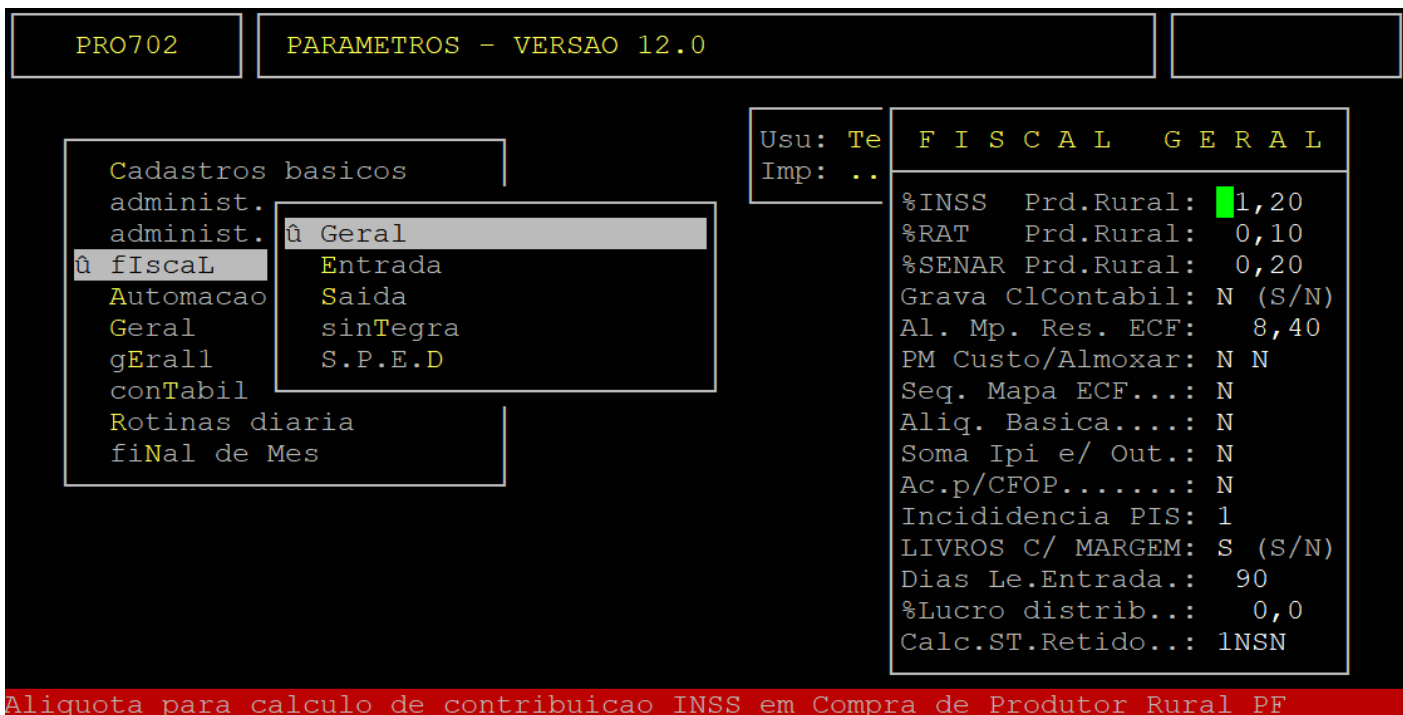 PRO702
PARAMETROS - VERSAO 12.0
Cadastros basicos
administ.
administ.
û fIscaL
Automacao
Geral
gEral1
conTabil
Rotinas diaria
fiNal de Mes
û Geral
Entrada
Saida
sinTegra
S.P.E.D
Usu: Te
Imp: ..
F I S C A L   G E R A L
%INSS  Prd.Rural: 1,20
%RAT   Prd.Rural: 0,10
%SENAR Prd.Rural: 0,20
Grava ClContabil: N (S/N)
Al. Mp. Res. ECF: 8,40
PM Custo/Almoxar: N N
Seq. Mapa ECF...: N
Aliq. Basica....: N
Soma Ipi e/ Out.: N
Ac.p/CFOP.......: N
Incididencia PIS: 1
LIVROS C/ MARGEM: S (S/N)
Dias Le.Entrada.: 90
%Lucro distrib..: 0,0
Calc.ST.Retido..: 1NSN
Aliquota para calculo de contribuicao INSS em Compra de Produtor Rural PF